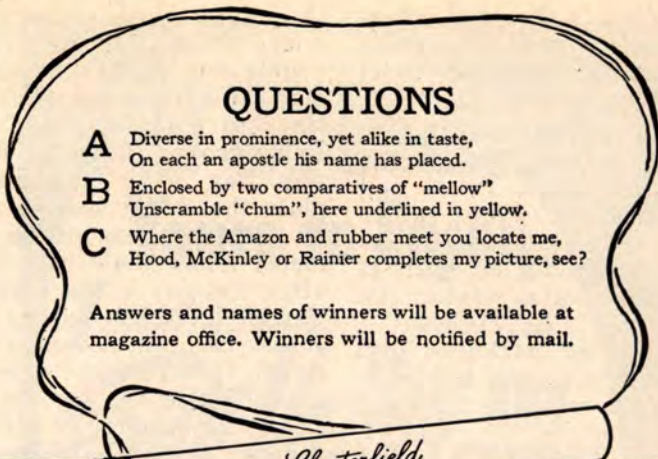 QUESTIONS
A Diverse in prominence, yet alike in taste,
On each an apostle his name has placed.
B Enclosed by two comparatives of "mellow"
Unscramble "chum", here underlined in yellow.
C Where the Amazon and rubber meet you locate me,
Hood, McKinley or Rainier completes my picture, see?
Answers and names of winners will be available at
magazine office. Winners will be notified by mail.
Chesterfield